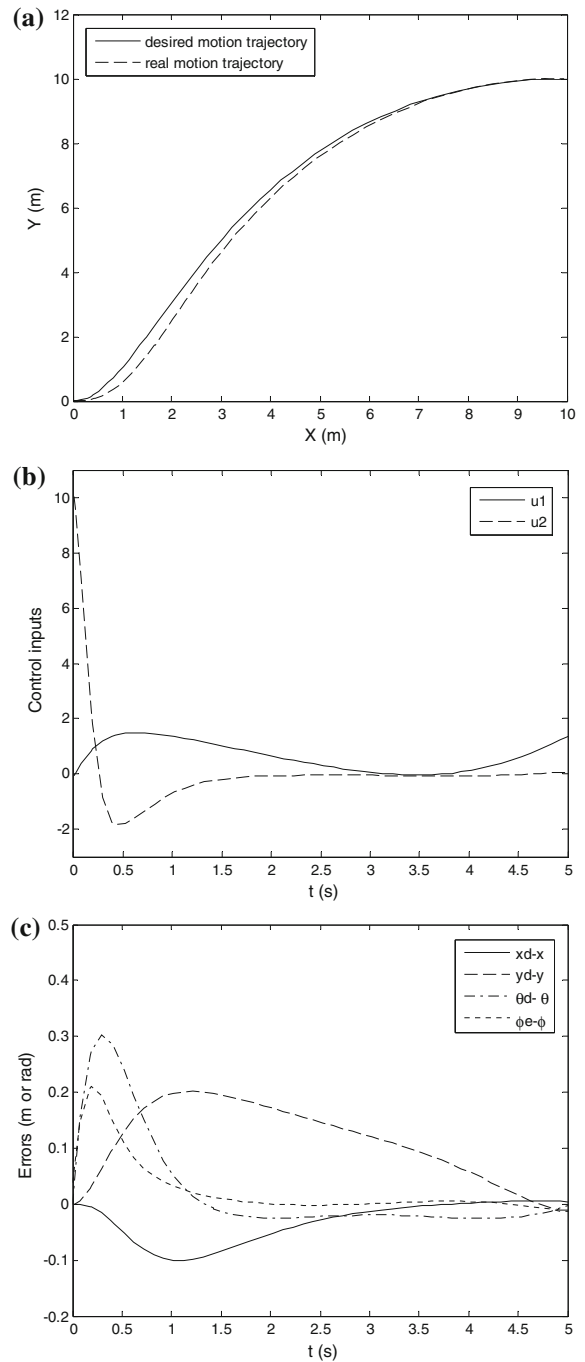 (a)
12
10
8
6
4
2
0
Y (m)
desired motion trajectory
real motion trajectory
0 1 2 3 4 5 6 7 8 9 10
X (m)
(b)
10
8
6
4
2
0
-2
Control inputs
u1
u2
0 0.5 1 1.5 2 2.5 3 3.5 4 4.5 5
t (s)
(c)
0.5
0.4
0.3
0.2
0.1
0
-0.1
-0.2
Errors (m or rad)
xd-x
yd-y
θd- θ
ϕe-ϕ
0 0.5 1 1.5 2 2.5 3 3.5 4 4.5 5
t (s)